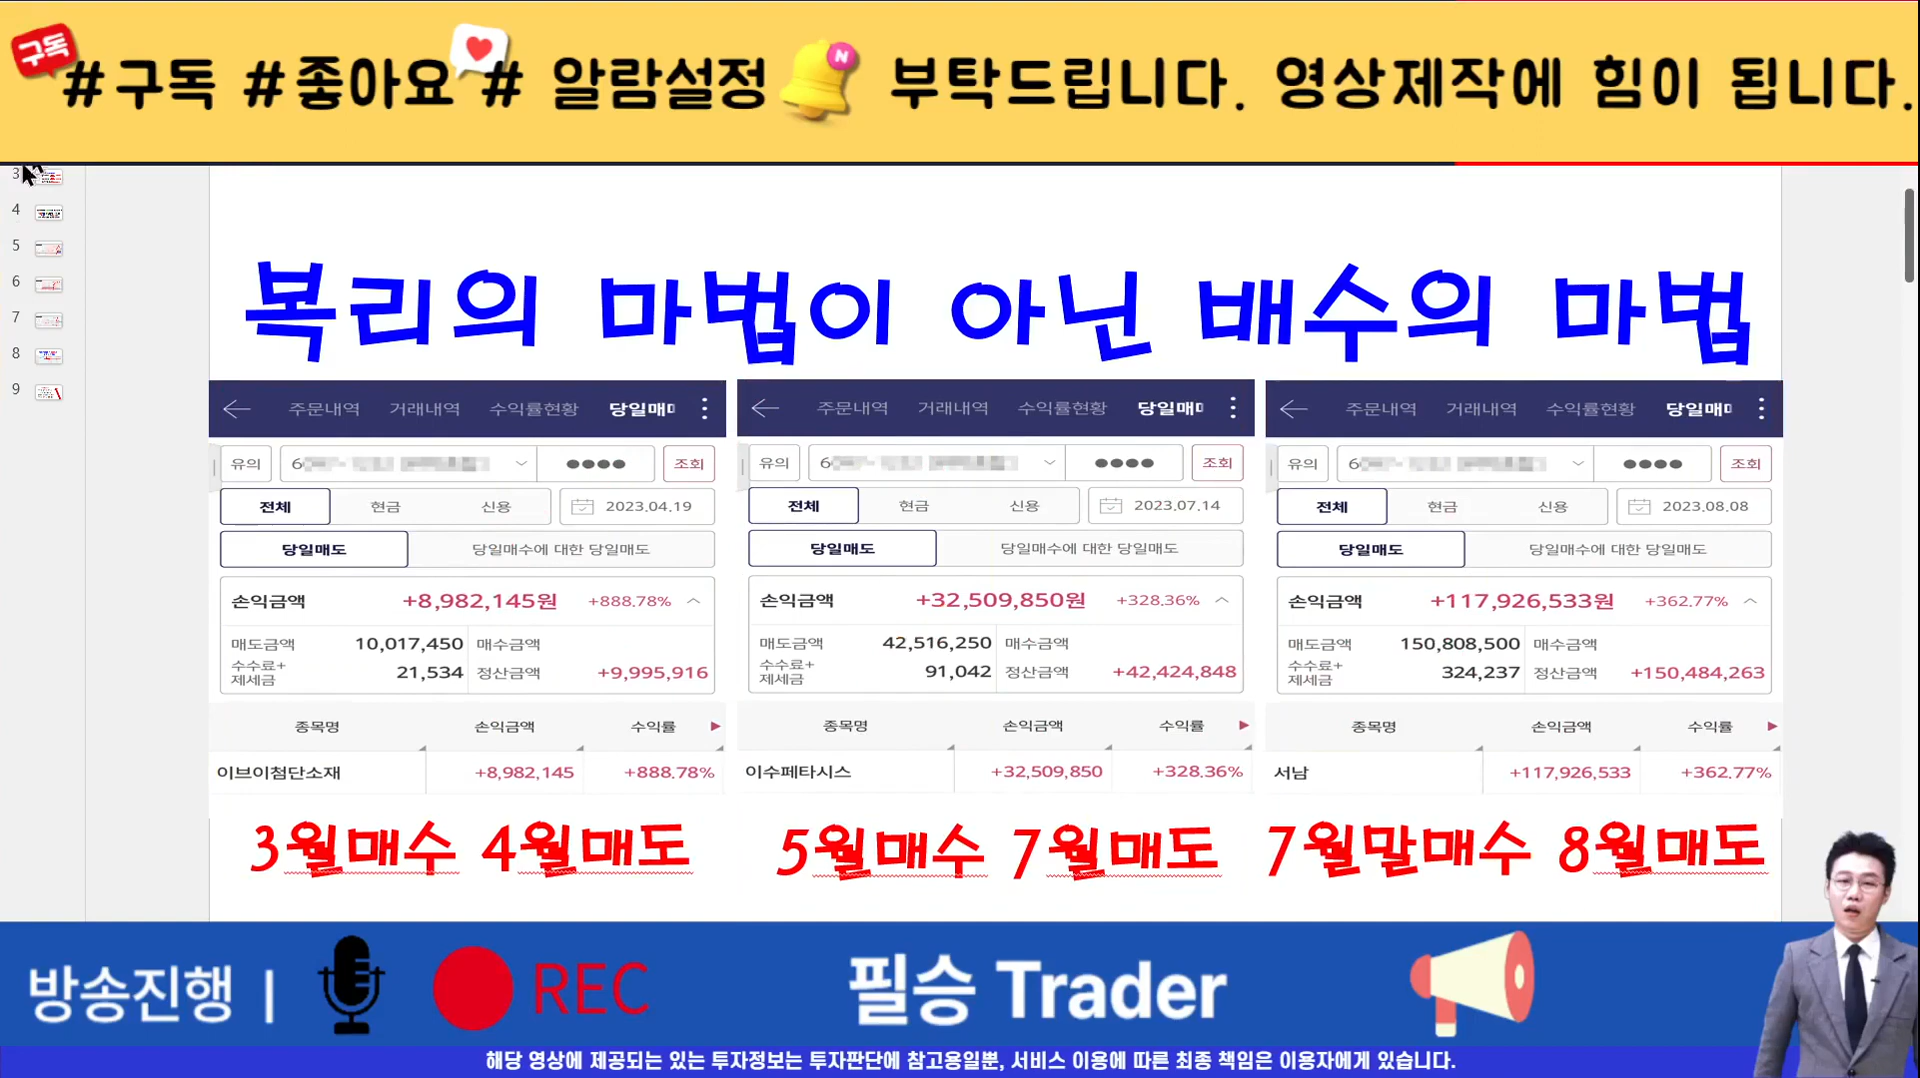 구독
#구독 #좋아요 # 알람설정 N 부탁드립니다. 영상제작에 힘이 됩니다.
3
4
5
6
7
8
9
복리의 마법이 아닌 배수의 마법
주문내역 거래내역 수익률현황 당일매매
유의 6 ●●●● 조회
전체 현금 신용 2023.04.19
당일매도 당일매수에 대한 당일매도
손익금액 +8,982,145원 +888.78%
매도금액 10,017,450 매수금액
수수료+제세금 21,534 정산금액 +9,995,916
종목명 손익금액 수익률
이브이첨단소재 +8,982,145 +888.78%
3월매수 4월매도
주문내역 거래내역 수익률현황 당일매매
유의 6 ●●●● 조회
전체 현금 신용 2023.07.14
당일매도 당일매수에 대한 당일매도
손익금액 +32,509,850원 +328.36%
매도금액 42,516,250 매수금액
수수료+제세금 91,042 정산금액 +42,424,848
종목명 손익금액 수익률
이수페타시스 +32,509,850 +328.36%
5월매수 7월매도
주문내역 거래내역 수익률현황 당일매매
유의 6 ●●●● 조회
전체 현금 신용 2023.08.08
당일매도 당일매수에 대한 당일매도
손익금액 +117,926,533원 +362.77%
매도금액 150,808,500 매수금액
수수료+제세금 324,237 정산금액 +150,484,263
종목명 손익금액 수익률
서남 +117,926,533 +362.77%
7월말매수 8월매도
방송진행 | REC 필승 Trader
해당 영상에 제공되는 있는 투자정보는 투자판단에 참고용일뿐, 서비스 이용에 따른 최종 책임은 이용자에게 있습니다.